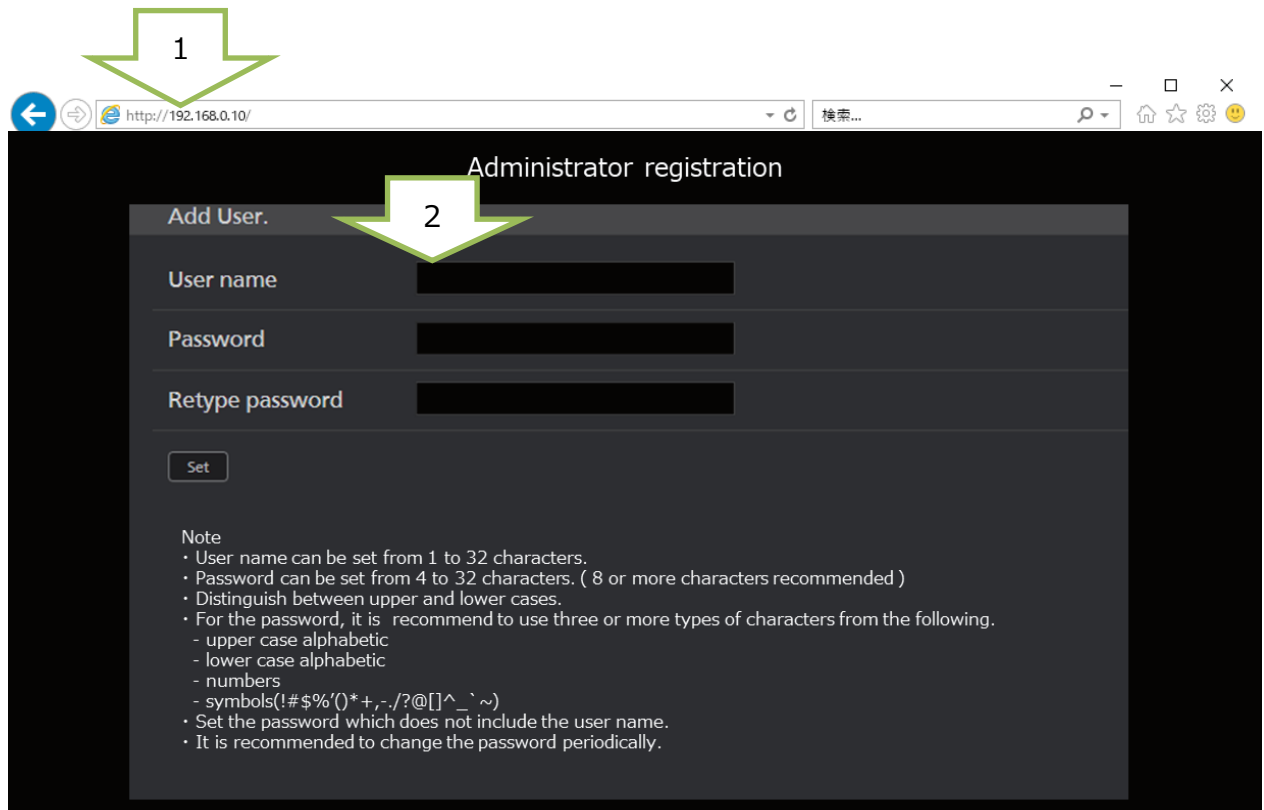 1
http://192.168.0.10/
検索...
Administrator registration
2
Add User.
User name
Password
Retype password
Set
Note
・User name can be set from 1 to 32 characters.
・Password can be set from 4 to 32 characters. ( 8 or more characters recommended )
・Distinguish between upper and lower cases.
・For the password, it is  recommend to use three or more types of characters from the following.
- upper case alphabetic
- lower case alphabetic
- numbers
- symbols(!#$%’()*+,-./?@[]^_`~)
・Set the password which does not include the user name.
・It is recommended to change the password periodically.